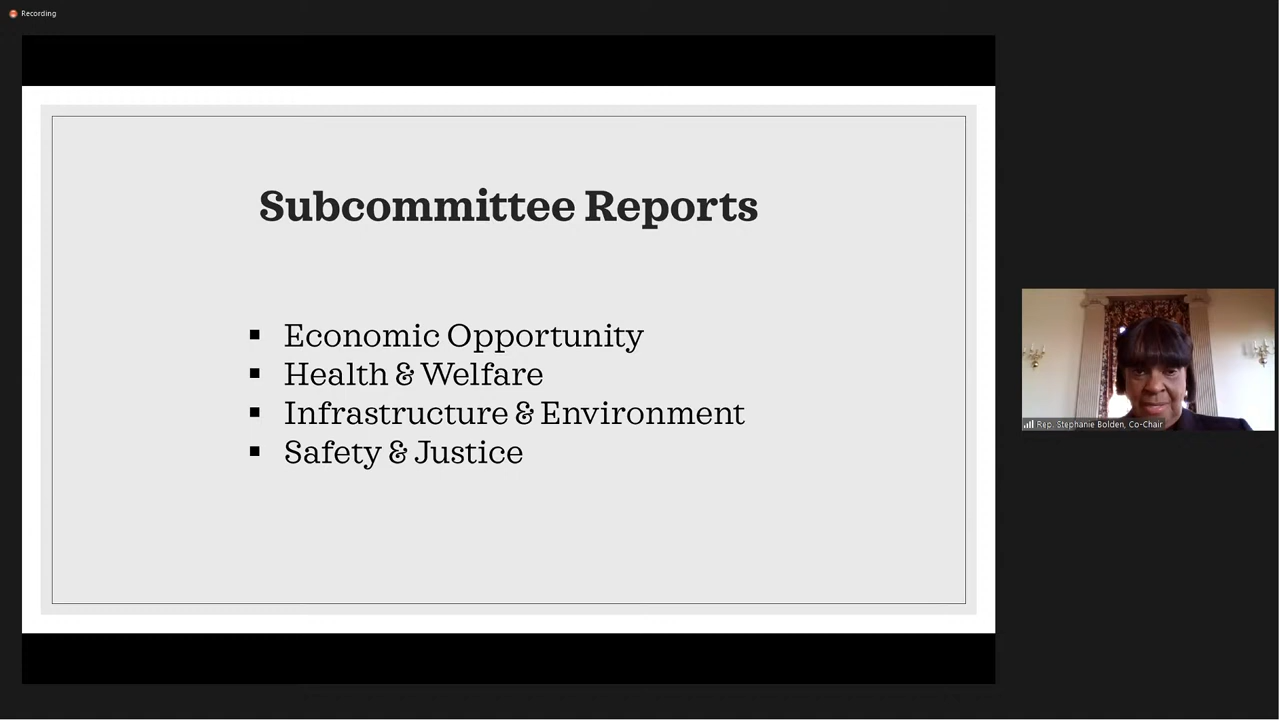 Recording
Subcommittee Reports
▪ Economic Opportunity
▪ Health & Welfare
▪ Infrastructure & Environment
▪ Safety & Justice
Rep. Stephanie Bolden, Co-Chair